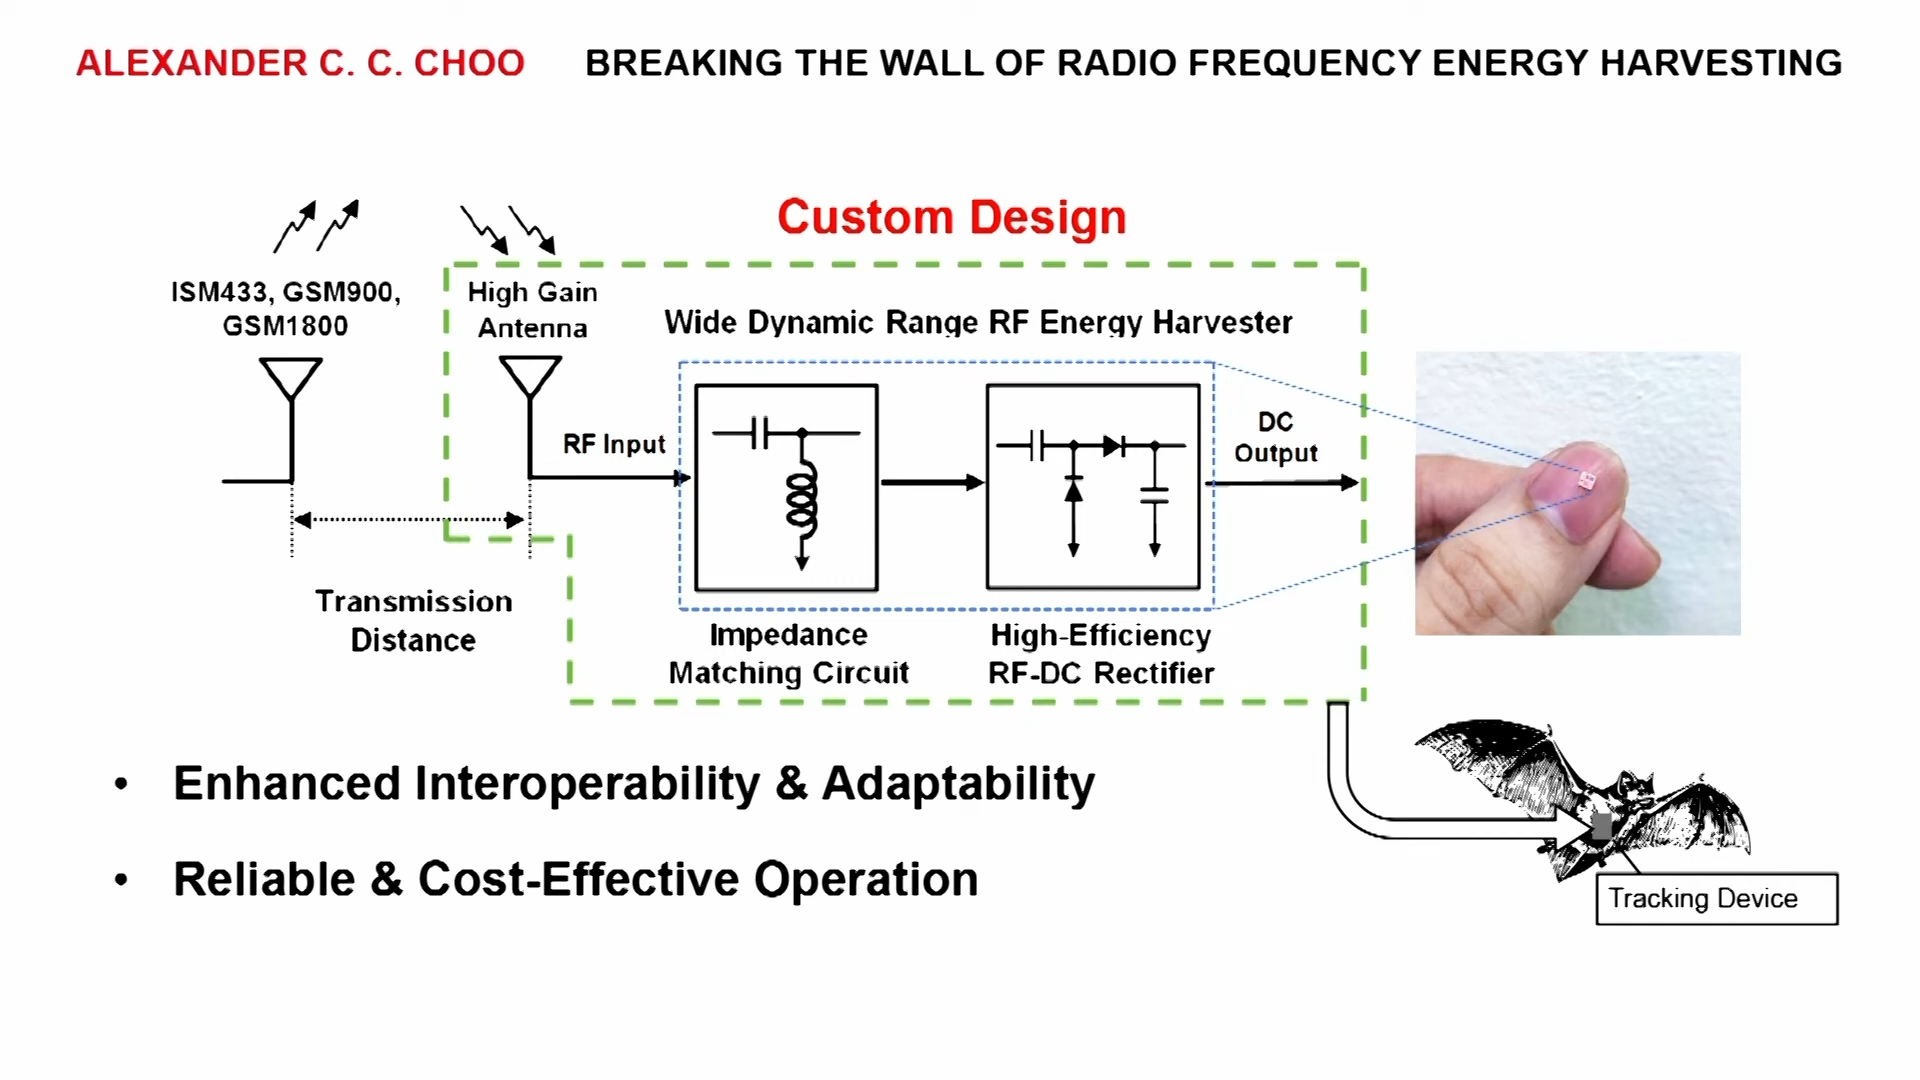 ALEXANDER C. C. CHOO BREAKING THE WALL OF RADIO FREQUENCY ENERGY HARVESTING
Custom Design
ISM433, GSM900,
GSM1800
High Gain
Antenna
Wide Dynamic Range RF Energy Harvester
RF Input
DC
Output
Transmission
Distance
Impedance
Matching Circuit
High-Efficiency
RF-DC Rectifier
• Enhanced Interoperability & Adaptability
• Reliable & Cost-Effective Operation
Tracking Device